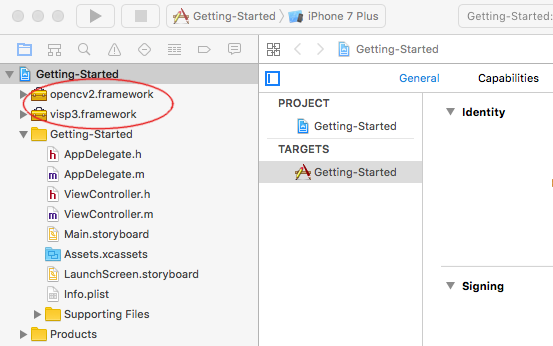 Getting-Started
iPhone 7 Plus
Getting-Started:
Getting-Started
Getting-Started
General
Capabilities
opencv2.framework
visp3.framework
Getting-Started
AppDelegate.h
AppDelegate.m
ViewController.h
ViewController.m
Main.storyboard
Assets.xcassets
LaunchScreen.storyboard
Info.plist
Supporting Files
Products
PROJECT
Getting-Started
TARGETS
Getting-Started
Identity
Signing